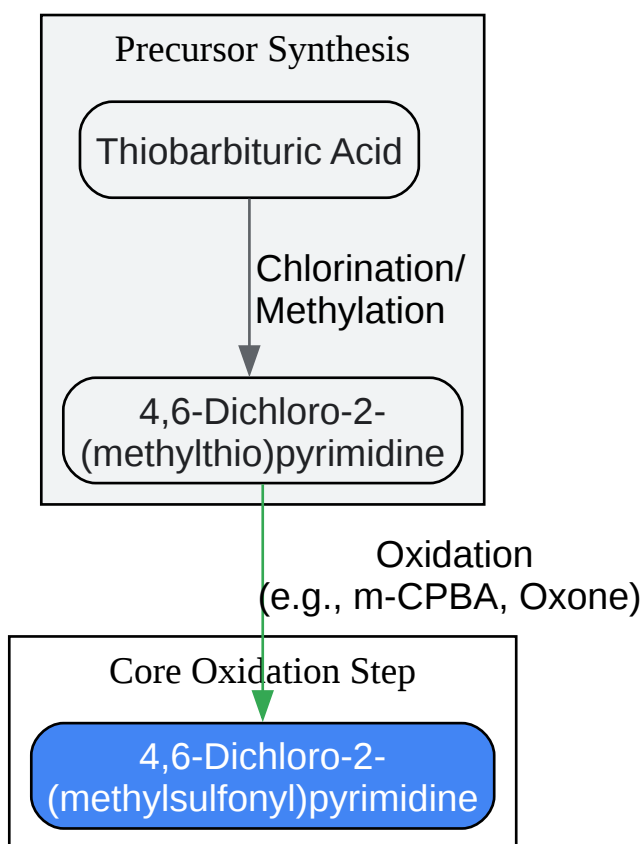 Precursor Synthesis
Thiobarbituric Acid
Chlorination/
Methylation
4,6-Dichloro-2-
(methylthio)pyrimidine
Oxidation
(e.g., m-CPBA, Oxone)
Core Oxidation Step
4,6-Dichloro-2-
(methylsulfonyl)pyrimidine